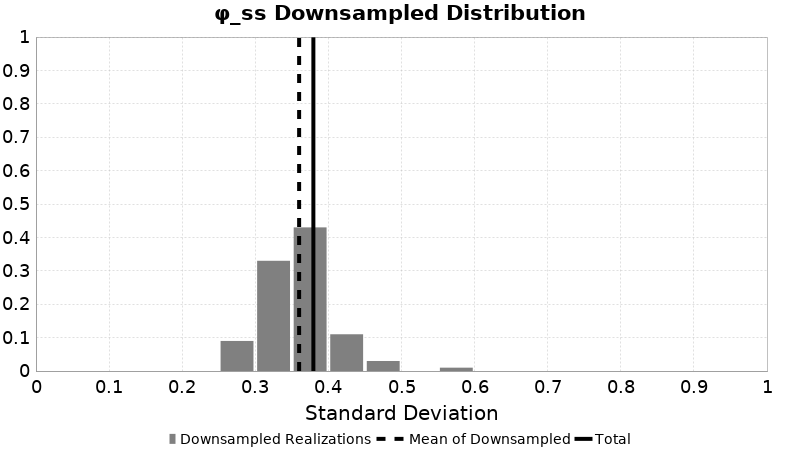 φ_ss Downsampled Distribution
1
0.9
0.8
0.7
0.6
0.5
0.4
0.3
0.2
0.1
0
0 0.1 0.2 0.3 0.4 0.5 0.6 0.7 0.8 0.9 1
Standard Deviation
Downsampled Realizations Mean of Downsampled Total